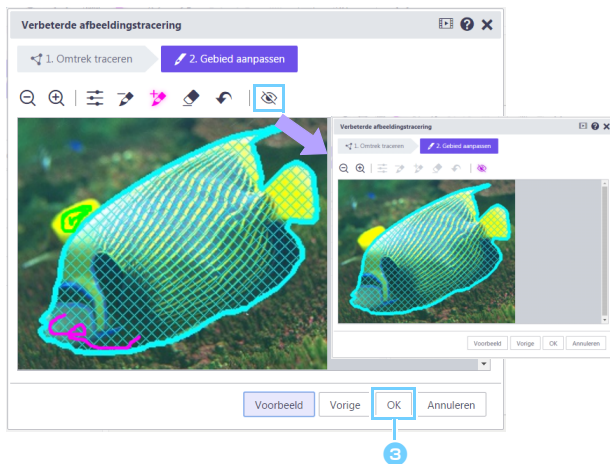 Verbeterde afbeeldingstracering
1. Omtrek traceren
2. Gebied aanpassen
Verbeterde afbeeldingstracering
1. Omtrek traceren
2. Gebied aanpassen
Voorbeeld Vorige OK Annuleren
Voorbeeld Vorige OK Annuleren
3